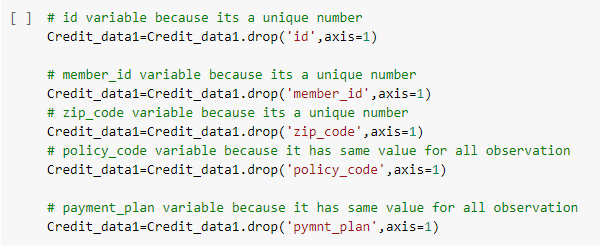 [ ] # id variable because its a unique number
Credit_data1=Credit_data1.drop('id',axis=1)
# member_id variable because its a unique number
Credit_data1=Credit_data1.drop('member_id',axis=1)
# zip_code variable because its a unique number
Credit_data1=Credit_data1.drop('zip_code',axis=1)
# policy_code variable because it has same value for all observation
Credit_data1=Credit_data1.drop('policy_code',axis=1)
# payment_plan variable because it has same value for all observation
Credit_data1=Credit_data1.drop('pymnt_plan',axis=1)